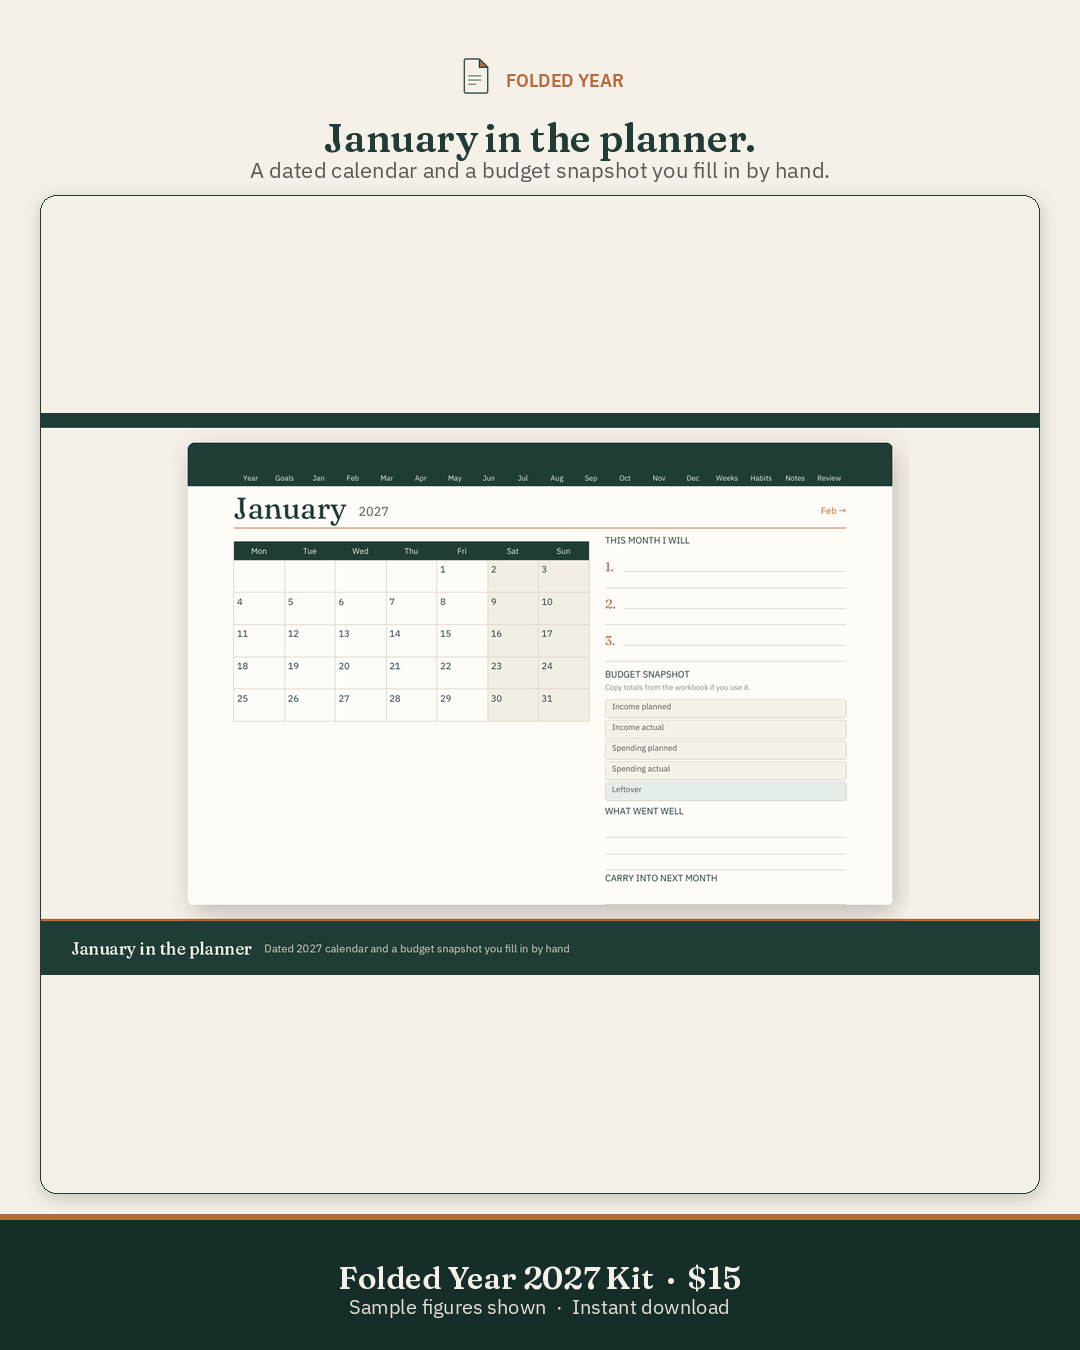 FOLDED YEAR
January in the planner.
A dated calendar and a budget snapshot you fill in by hand.
Year Goals Jan Feb Mar Apr May Jun Jul Aug Sep Oct Nov Dec Weeks Habits Notes Review
January 2027 Feb →
Mon Tue Wed Thu Fri Sat Sun
1 2 3
4 5 6 7 8 9 10
11 12 13 14 15 16 17
18 19 20 21 22 23 24
25 26 27 28 29 30 31
THIS MONTH I WILL
1.
2.
3.
BUDGET SNAPSHOT
Copy totals from the workbook if you use it.
Income planned
Income actual
Spending planned
Spending actual
Leftover
WHAT WENT WELL
CARRY INTO NEXT MONTH
January in the planner Dated 2027 calendar and a budget snapshot you fill in by hand
Folded Year 2027 Kit · $15
Sample figures shown · Instant download